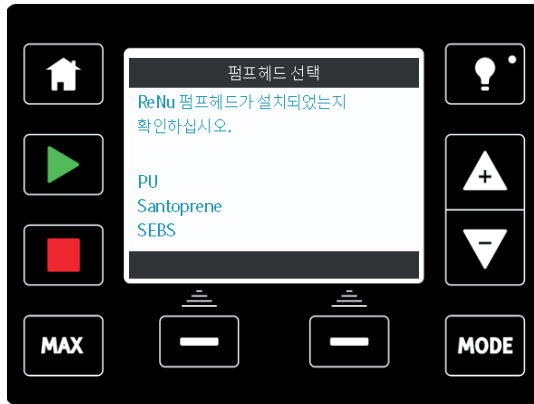 펌프헤드 선택
ReNu 펌프헤드가 설치되었는지
확인하십시오.
PU
Santoprene
SEBS
+
−
MAX
MODE